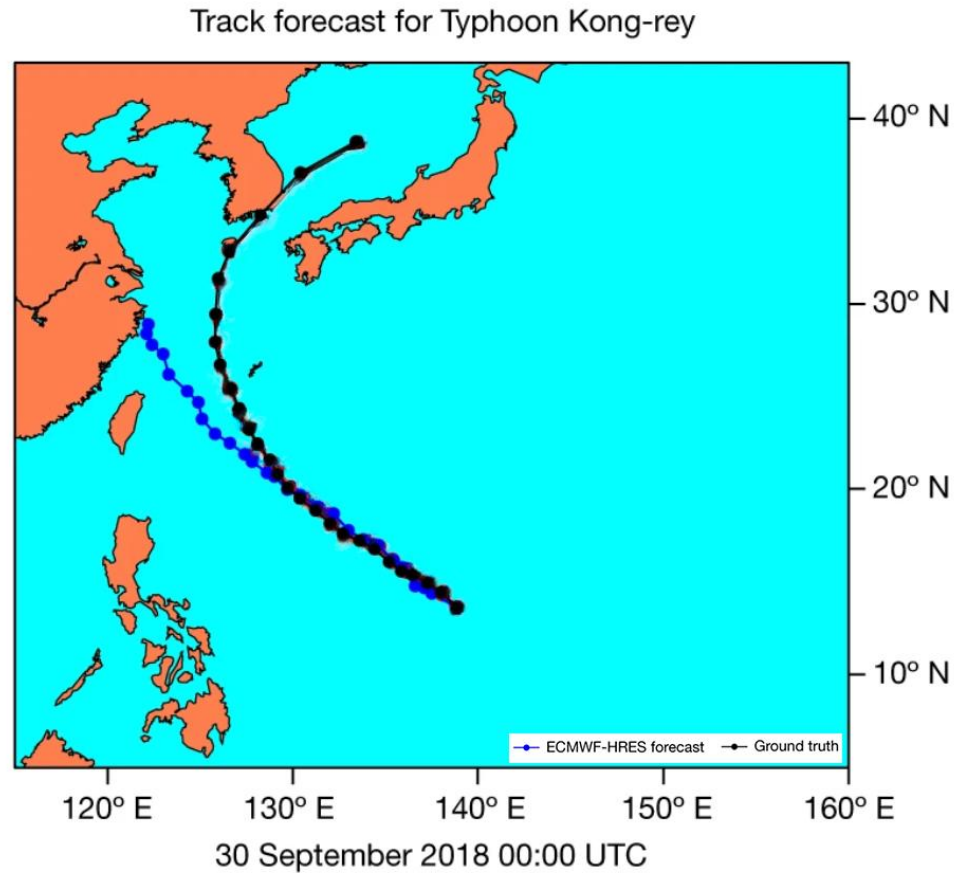 Track forecast for Typhoon Kong-rey
40° N
30° N
20° N
10° N
ECMWF-HRES forecast Ground truth
120° E 130° E 140° E 150° E 160° E
30 September 2018 00:00 UTC